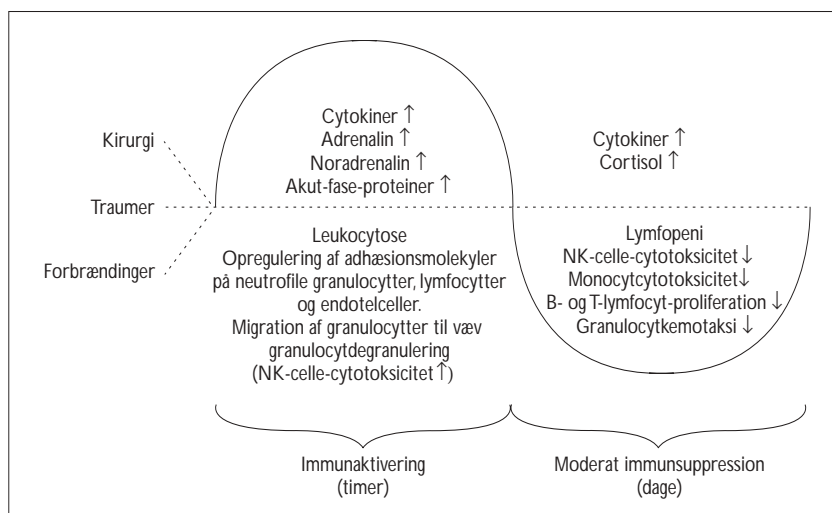 Kirurgi
Traumer
Forbrændinger
Cytokiner ↑
Adrenalin ↑
Noradrenalin ↑
Akut-fase-proteiner ↑
Leukocytose
Opregulering af adhæsionsmolekyler
på neutrofile granulocytter, lymfocytter
og endotelceller.
Migration af granulocytter til væv
granulocytdegranulering
(NK-celle-cytotoksicitet ↑)
Immunaktivering
(timer)
Cytokiner ↑
Cortisol ↑
Lymfopeni
NK-celle-cytotoksicitet ↓
Monocytcytotoksicitet ↓
B- og T-lymfocyt-proliferation ↓
Granulocytkemotaksi ↓
Moderat immunsuppression
(dage)